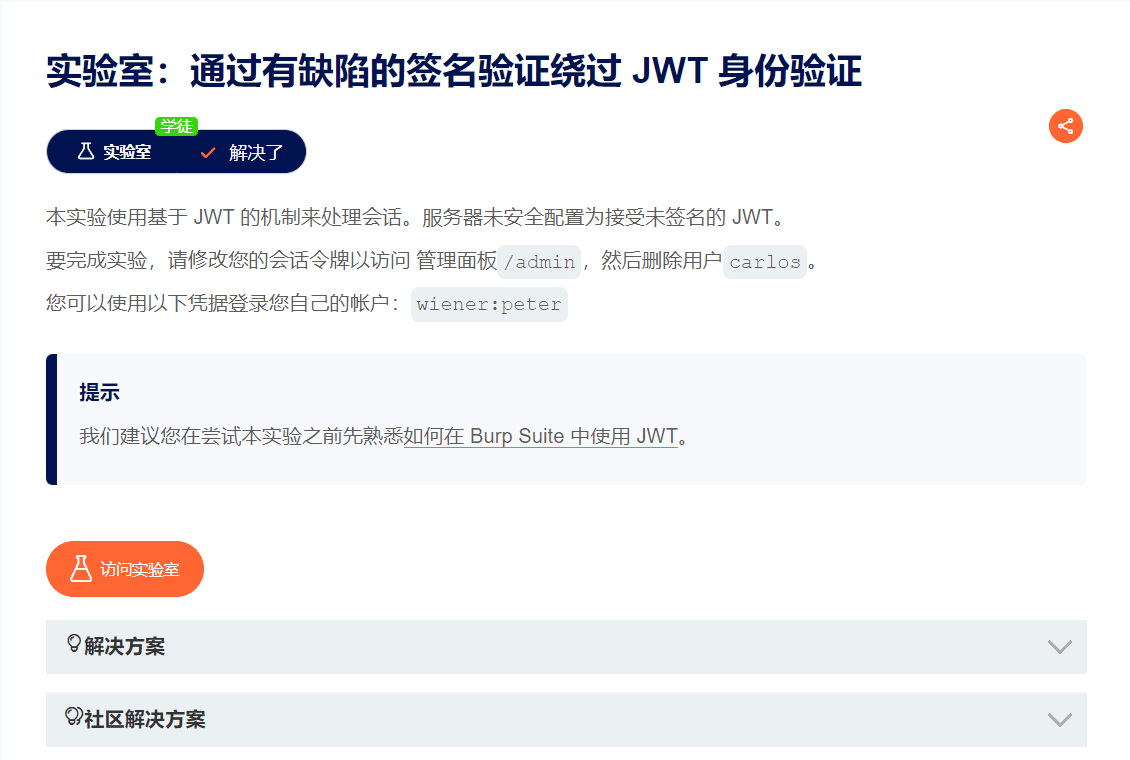 实验室：通过有缺陷的签名验证绕过 JWT 身份验证
学徒
实验室 解决了
本实验使用基于 JWT 的机制来处理会话。服务器未安全配置为接受未签名的 JWT。
要完成实验，请修改您的会话令牌以访问 管理面板 /admin，然后删除用户 carlos。
您可以使用以下凭据登录您自己的帐户： wiener:peter
提示
我们建议您在尝试本实验之前先熟悉如何在 Burp Suite 中使用 JWT。
访问实验室
解决方案
社区解决方案